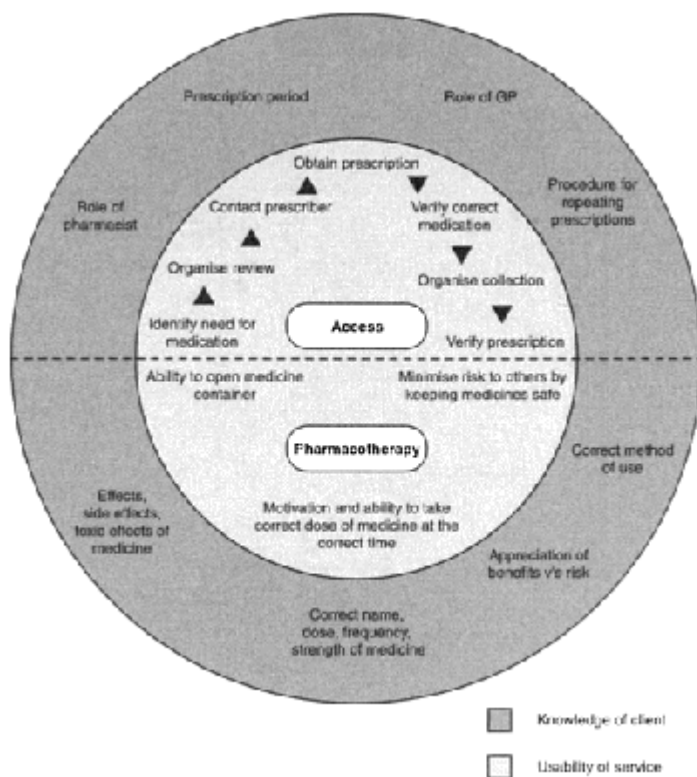 Prescription period
Role of GP
Obtain prescription
Role of
pharmacist
Contact prescriber
Verify correct
medication
Procedure for
repeating
prescriptions
Organise review
Organise collection
Identify need for
medication
Access
Verify prescription
Ability to open medicine
container
Minimise risk to others by
keeping medicines safe
Pharmacotherapy
Correct method
of use
Effects,
side effects,
toxic effects of
medicine
Motivation and ability to take
correct dose of medicine at the
correct time
Appreciation of
benefits v's risk
Correct name,
dose, frequency,
strength of medicine
Knowledge of client
Usability of service